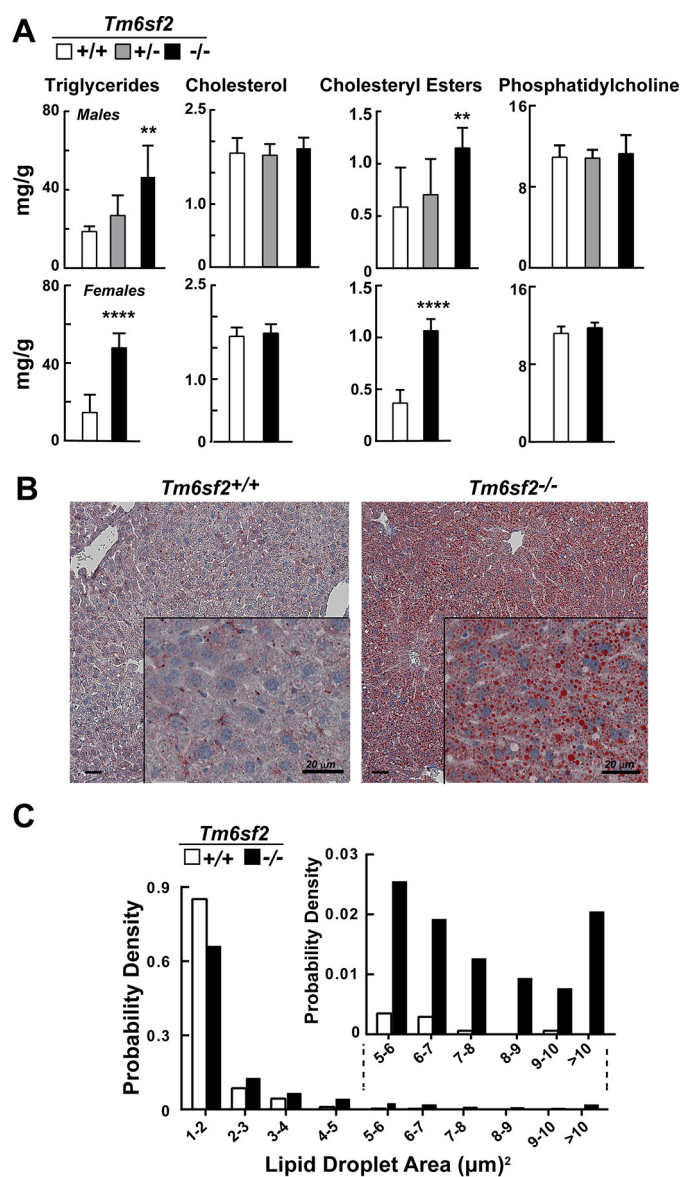 A
Tm6sf2
+/+ +/- -/-
Triglycerides Cholesterol Cholesteryl Esters Phosphatidylcholine
Males
mg/g
80
40
0
**
2.5
1.5
0
1.5
1.0
0.5
0
**
16
8
0
Females
mg/g
80
40
0
****
2.5
1.0
0
1.0
0.5
0
****
16
8
0
B
Tm6sf2+/+ Tm6sf2-/-
20 µm
20 µm
C
Tm6sf2
+/+ -/-
Probability Density
0.9
0.6
0.3
0
1-2 2-3 3-4 4-5 5-6 6-7 7-8 8-9 9-10 >10
Probability Density
0.03
0.02
0.01
0
5-6 6-7 7-8 8-9 9-10 >10
Lipid Droplet Area (µm)²